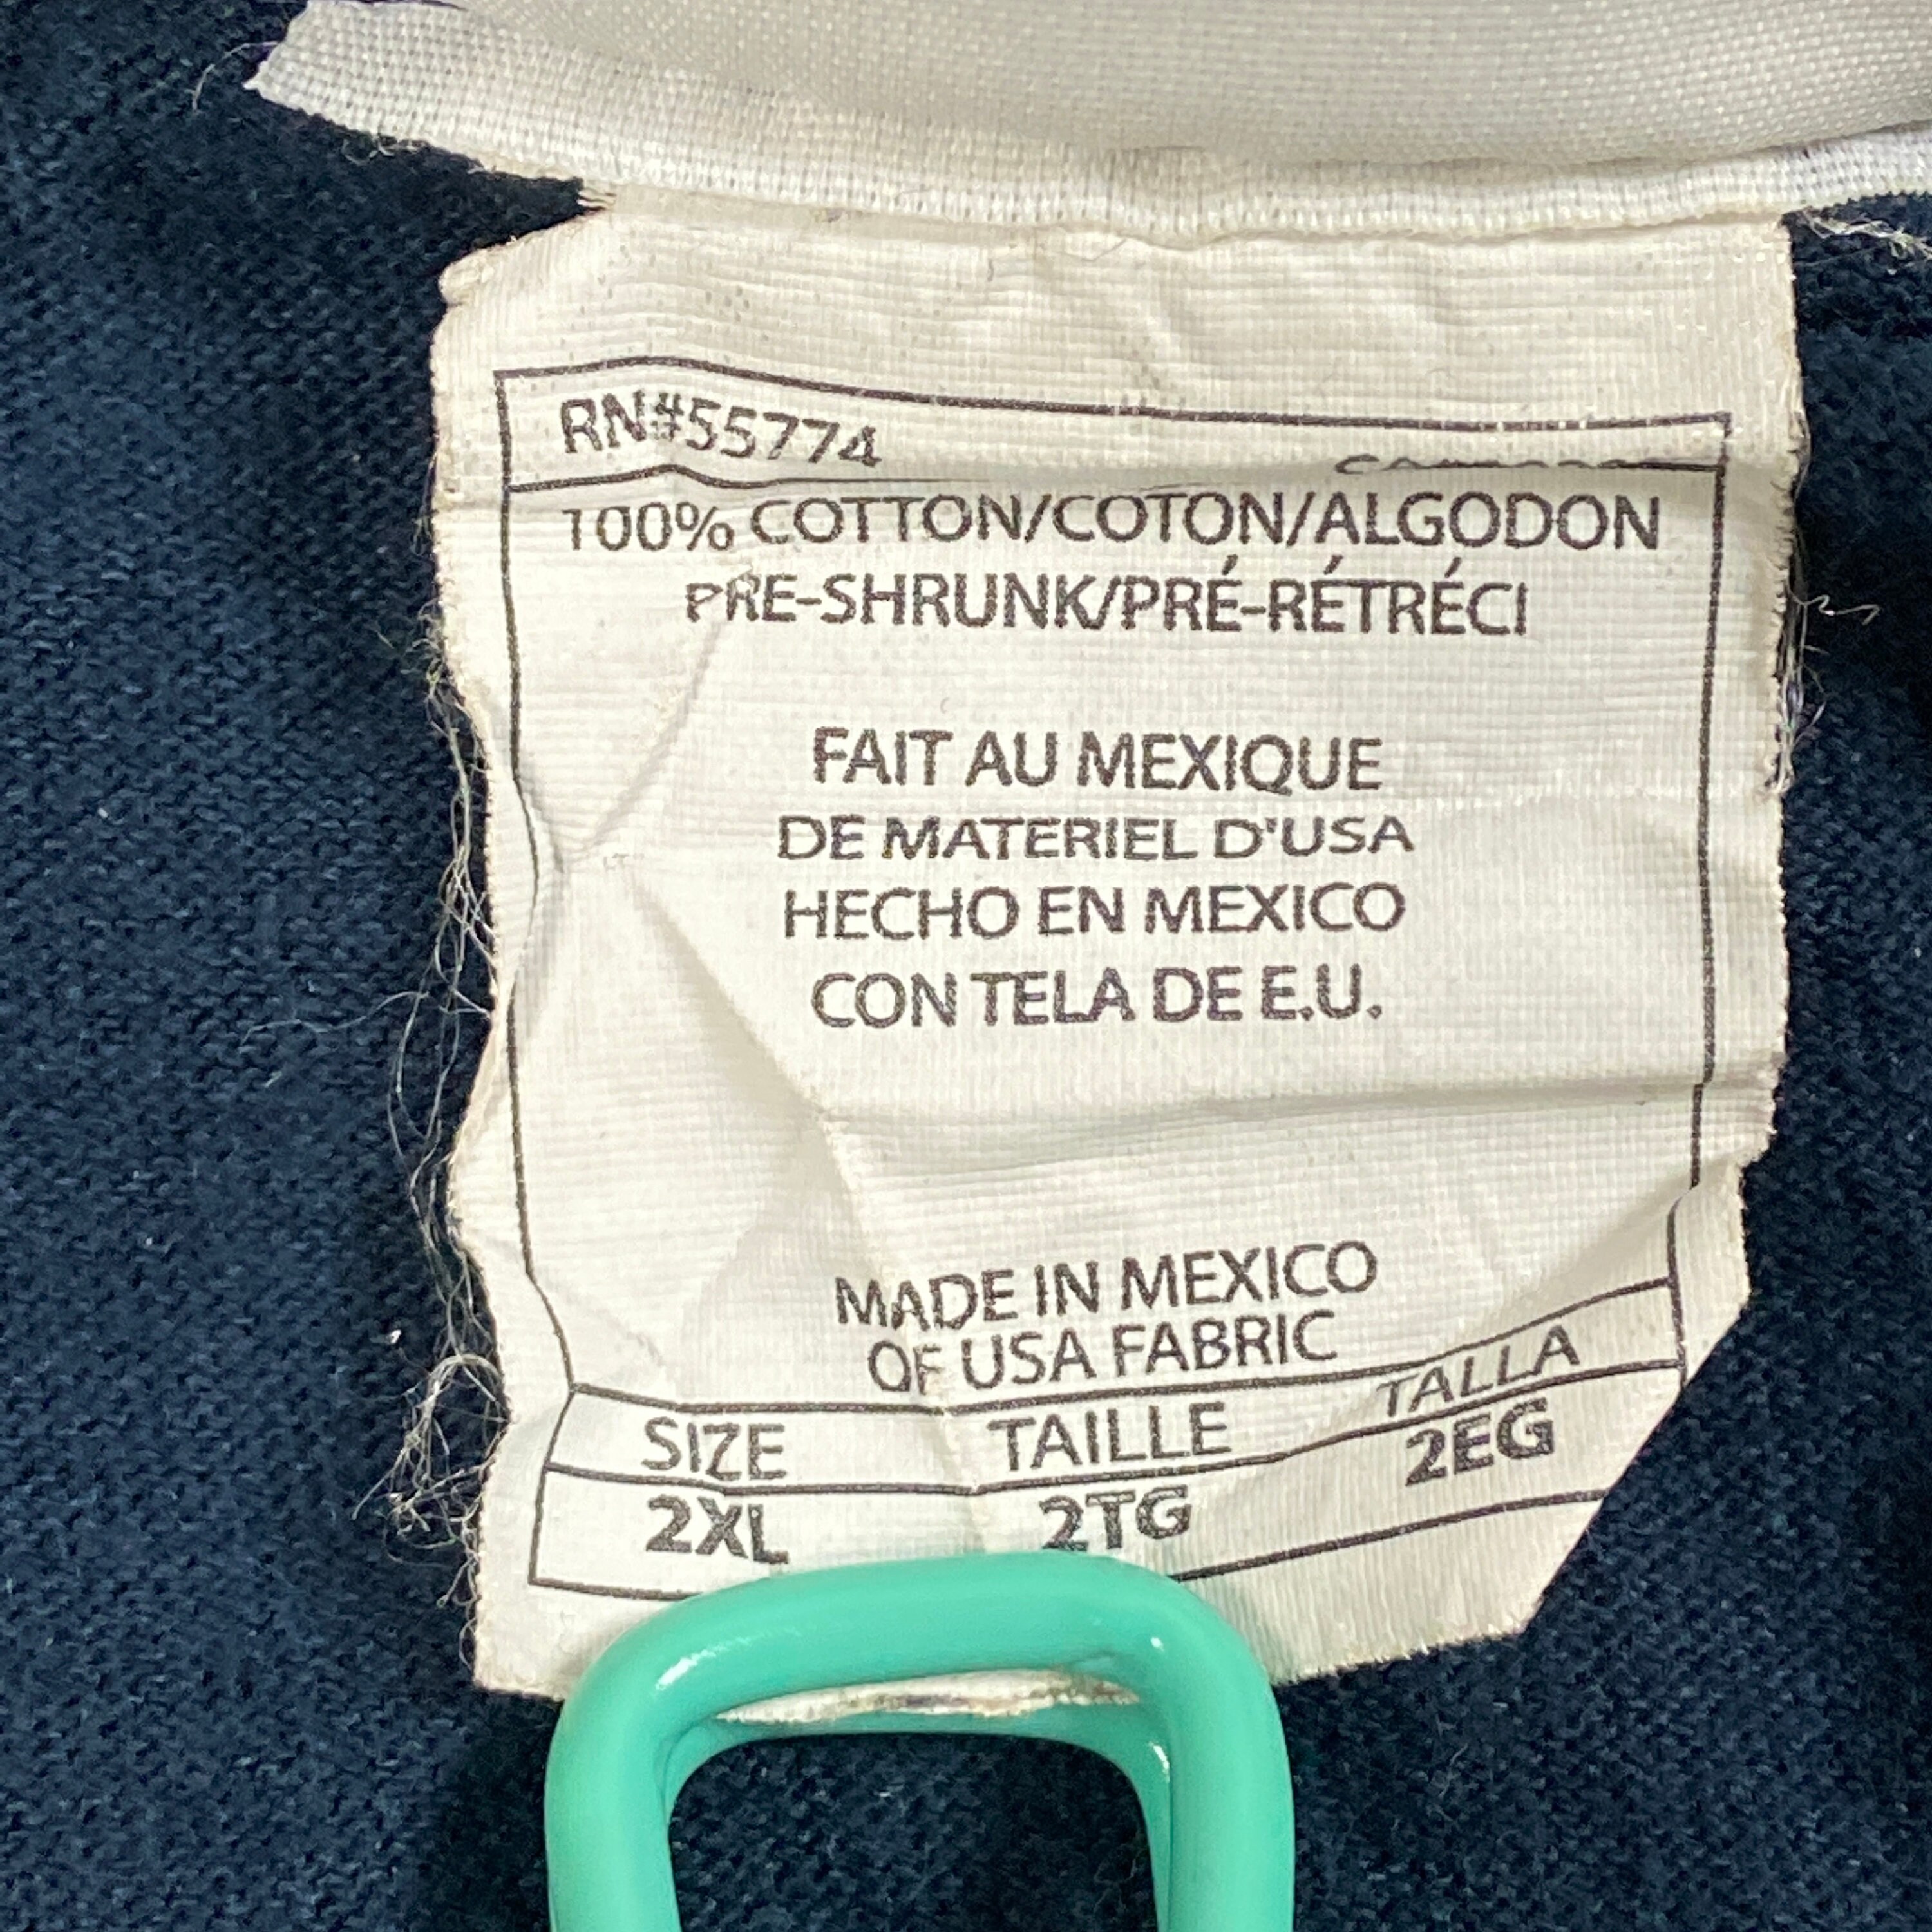 RN#55774
100% COTTON/COTON/ALGODON
PRE-SHRUNK/PRÉ-RÉTRÉCI
FAIT AU MEXIQUE
DE MATERIEL D'USA
HECHO EN MEXICO
CON TELA DE E.U.
MADE IN MEXICO
OF USA FABRIC
SIZE TAILLE TALLA
2XL 2TG 2EG